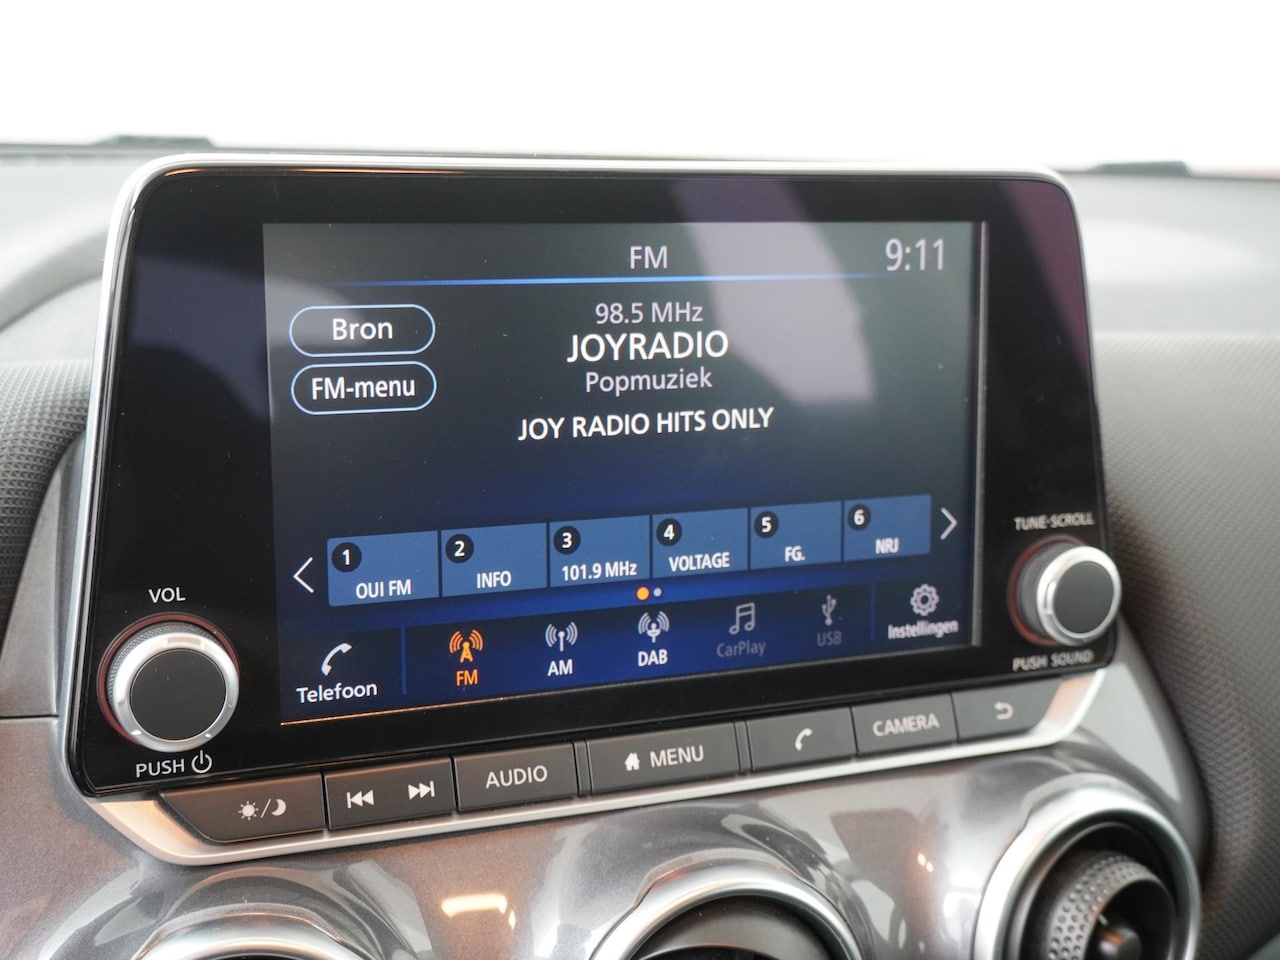 FM
9:11
Bron
FM-menu
98.5 MHz
JOYRADIO
Popmuziek
JOY RADIO HITS ONLY
1 OUI FM
2 INFO
3 101.9 MHz
4 VOLTAGE
5 FG.
6 NRJ
Telefoon
FM
AM
DAB
CarPlay
USB
Instellingen
VOL
PUSH
TUNE·SCROLL
PUSH SOUND
AUDIO
MENU
CAMERA